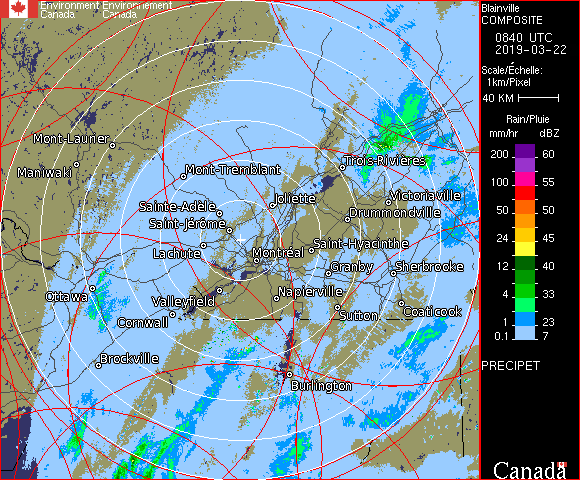 Environment Environnement
Canada Canada
Mont-Laurier
Maniwaki
Mont-Tremblant
Trois-Rivières
Sainte-Adèle
Joliette
Victoriaville
Saint-Jérôme
Drummondville
Lachute
Montréal
Saint-Hyacinthe
Granby
Sherbrooke
Ottawa
Valleyfield
Napierville
Cornwall
Sutton
Coaticook
Brockville
Burlington
Blainville
COMPOSITE
0840 UTC
2019-03-22
Scale/Échelle:
1km/Pixel
40 KM
Rain/Pluie
mm/hr dBZ
200 60
100 55
50 50
24 45
12 40
4 33
1 23
0.1 7
PRECIPET
Canada